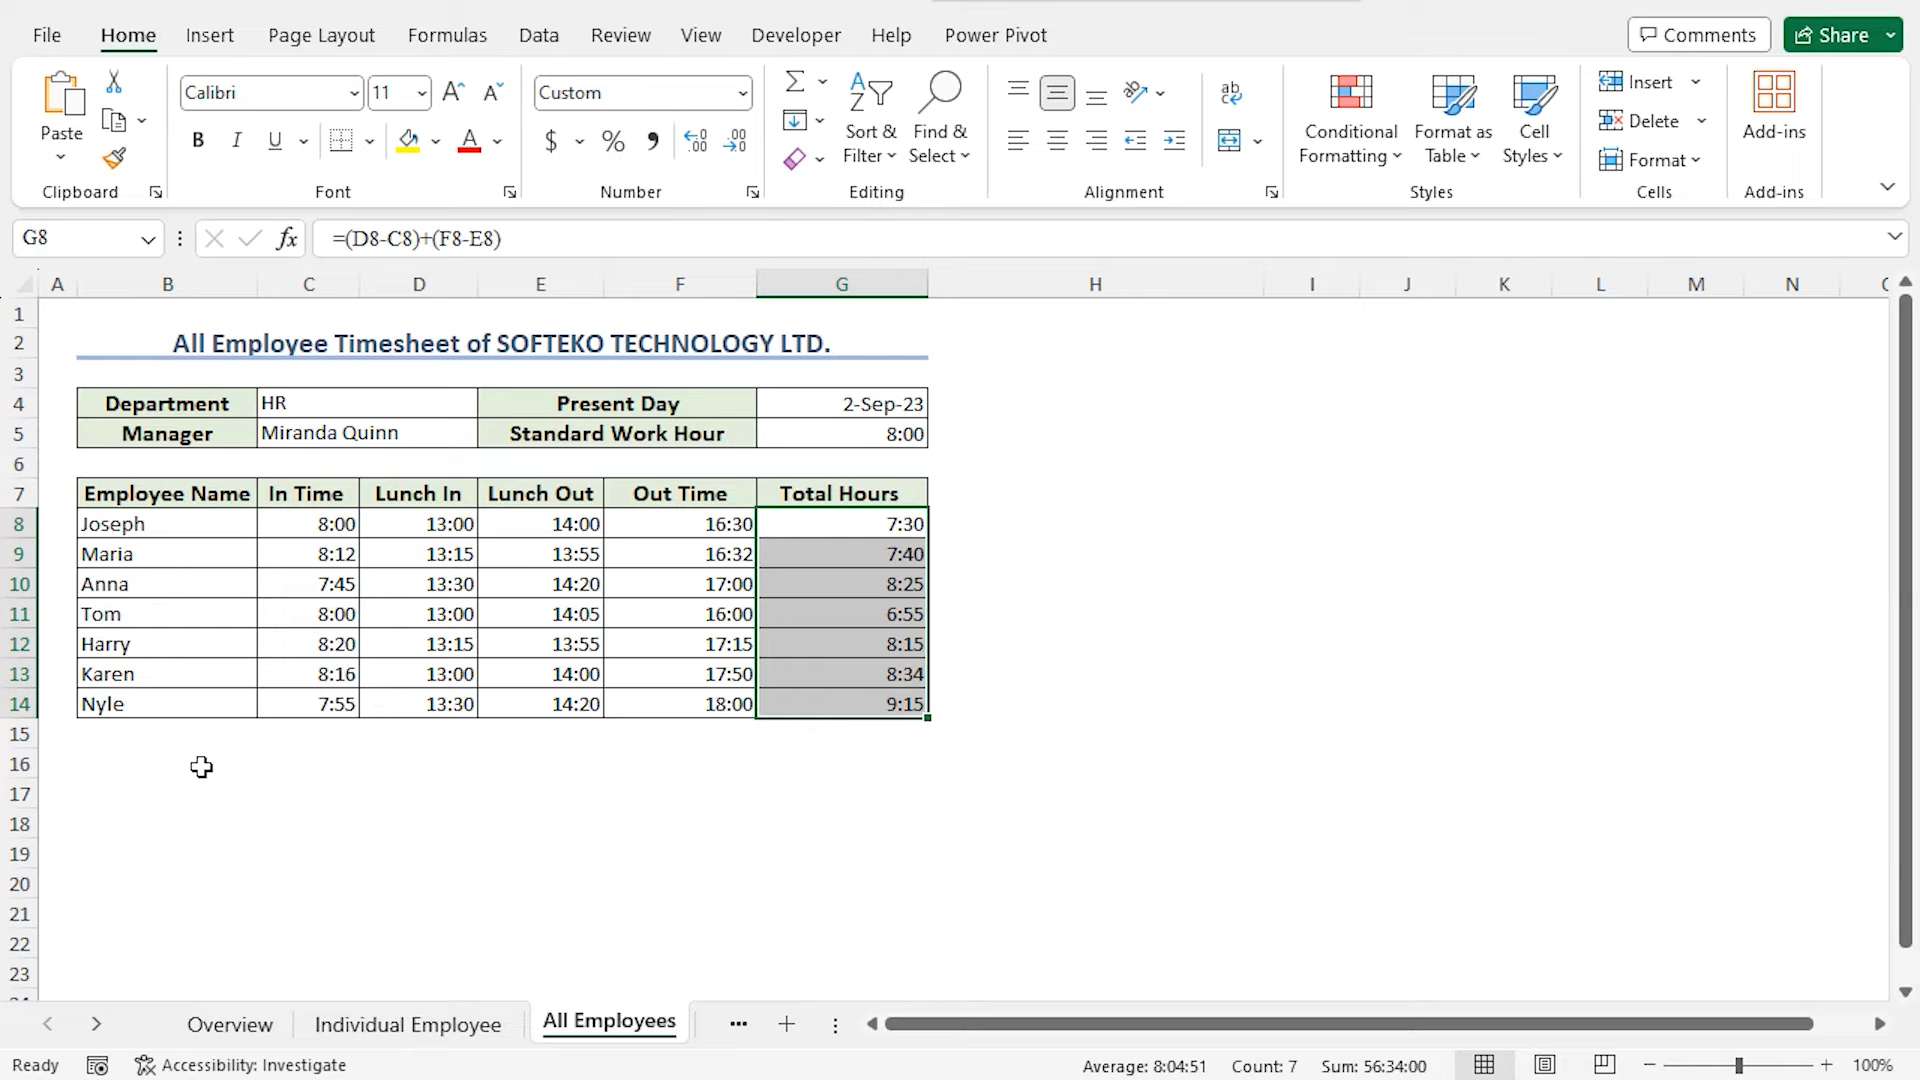 File Home Insert Page Layout Formulas Data Review View Developer Help Power Pivot Comments Share
Paste
Clipboard
Calibri 11
B I U A
Font
Custom
$ %
Number
Sort & Filter
Find & Select
Editing
ab
Alignment
Conditional Formatting
Format as Table
Cell Styles
Styles
Insert
Delete
Format
Cells
Add-ins
Add-ins
G8 fx =(D8-C8)+(F8-E8)
A B C D E F G H I J K L M N
1
2 All Employee Timesheet of SOFTEKO TECHNOLOGY LTD.
3
4 Department HR Present Day 2-Sep-23
5 Manager Miranda Quinn Standard Work Hour 8:00
6
7 Employee Name In Time Lunch In Lunch Out Out Time Total Hours
8 Joseph 8:00 13:00 14:00 16:30 7:30
9 Maria 8:12 13:15 13:55 16:32 7:40
10 Anna 7:45 13:30 14:20 17:00 8:25
11 Tom 8:00 13:00 14:05 16:00 6:55
12 Harry 8:20 13:15 13:55 17:15 8:15
13 Karen 8:16 13:00 14:00 17:50 8:34
14 Nyle 7:55 13:30 14:20 18:00 9:15
15
16
17
18
19
20
21
22
23
Overview Individual Employee All Employees ... +
Ready Accessibility: Investigate Average: 8:04:51 Count: 7 Sum: 56:34:00 100%